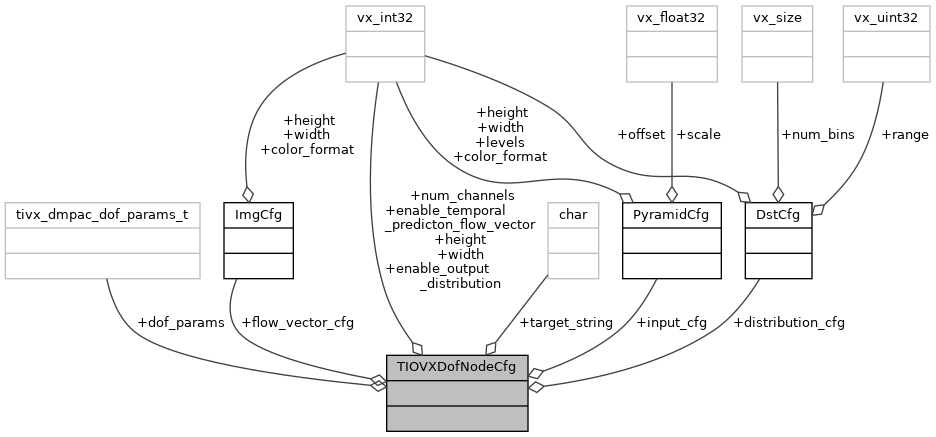 vx_int32
vx_float32
vx_size
vx_uint32
+height
+width
+color_format
+height
+width
+levels
+color_format
+offset
+scale
+num_bins
+range
tivx_dmpac_dof_params_t
ImgCfg
+num_channels
+enable_temporal
_predicton_flow_vector
+height
+width
+enable_output
_distribution
char
PyramidCfg
DstCfg
+dof_params
+flow_vector_cfg
+target_string
+input_cfg
+distribution_cfg
TIOVXDofNodeCfg